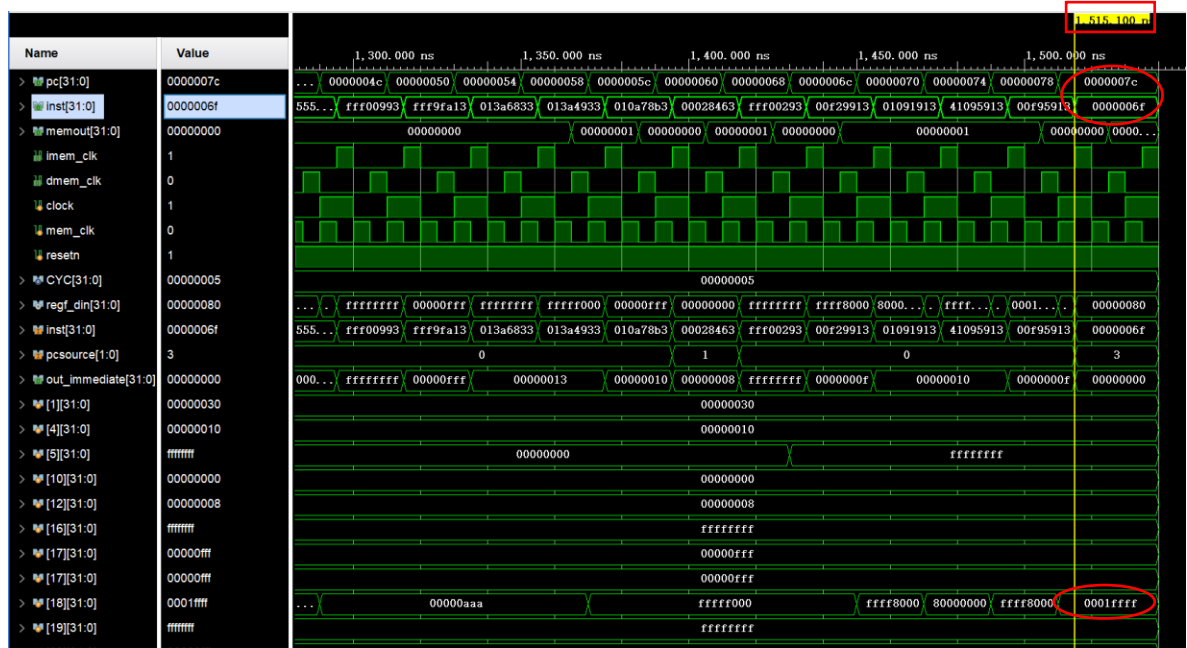 1,515.100 n
Name Value 1,300.000 ns 1,350.000 ns 1,400.000 ns 1,450.000 ns 1,500.000 ns
pc[31:0] 0000007c ... 0000004c 00000050 00000054 00000058 0000005c 00000060 00000068 0000006c 00000070 00000074 00000078 0000007c
inst[31:0] 0000006f 555... fff00993 fff9fa13 013a6833 013a4933 010a78b3 00028463 fff00293 00f29913 01091913 41095913 00f95913 0000006f
memout[31:0] 00000000 00000000 00000001 00000000 00000001 00000000 00000001 00000000 0000...
imem_clk 1
dmem_clk 0
clock 1
mem_clk 0
resetn 1
CYC[31:0] 00000005 00000005
regf_din[31:0] 00000080 ... . ffffffff 00000fff ffffffff fffff000 00000fff 00000000 ffffffff ffff8000 8000... . ffff... . 0001... . 00000080
inst[31:0] 0000006f 555... fff00993 fff9fa13 013a6833 013a4933 010a78b3 00028463 fff00293 00f29913 01091913 41095913 00f95913 0000006f
pcsource[1:0] 3 0 1 0 3
out_immediate[31:0] 00000000 000... ffffffff 00000fff 00000013 00000010 00000008 ffffffff 0000000f 00000010 0000000f 00000000
[1][31:0] 00000030 00000030
[4][31:0] 00000010 00000010
[5][31:0] ffffffff 00000000 ffffffff
[10][31:0] 00000000 00000000
[12][31:0] 00000008 00000008
[16][31:0] ffffffff ffffffff
[17][31:0] 00000fff 00000fff
[17][31:0] 00000fff 00000fff
[18][31:0] 0001ffff ... 00000aaa fffff000 ffff8000 80000000 ffff8000 0001ffff
[19][31:0] ffffffff ffffffff